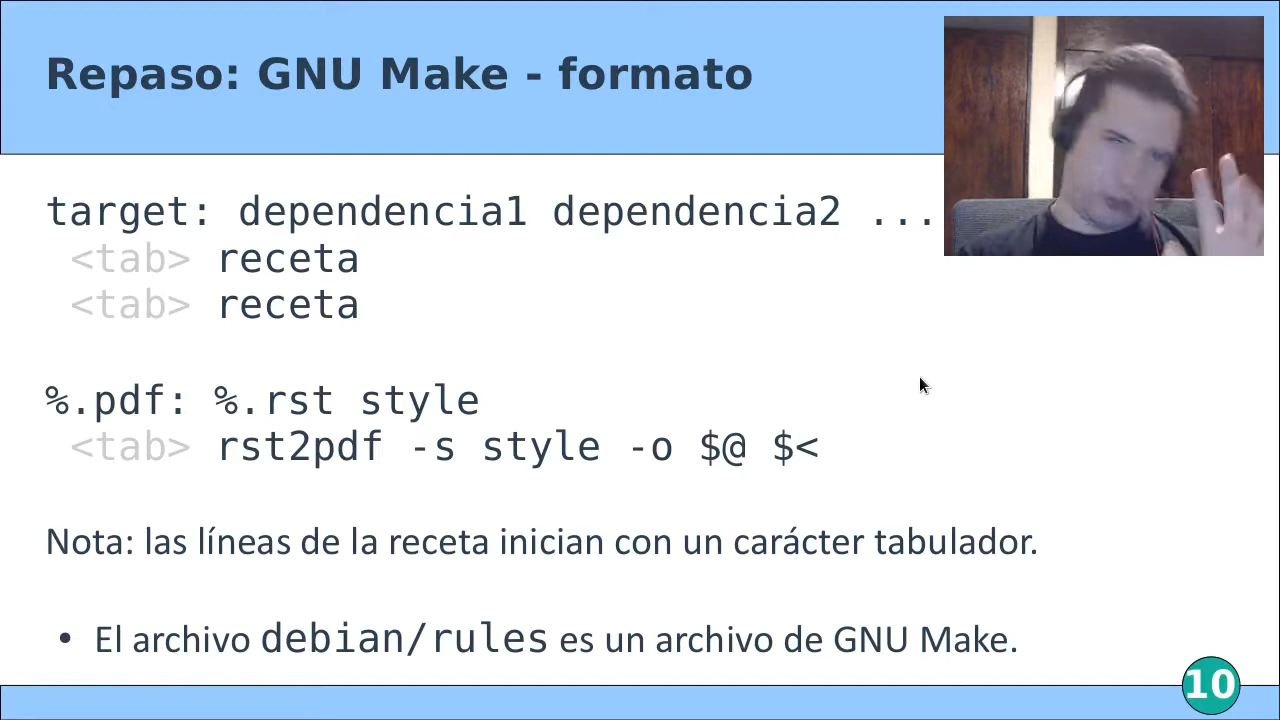 Repaso: GNU Make - formato
target: dependencia1 dependencia2 ...
<tab> receta
<tab> receta
%.pdf: %.rst style
<tab> rst2pdf -s style -o $@ $<
Nota: las líneas de la receta inician con un carácter tabulador.
• El archivo debian/rules es un archivo de GNU Make.
10